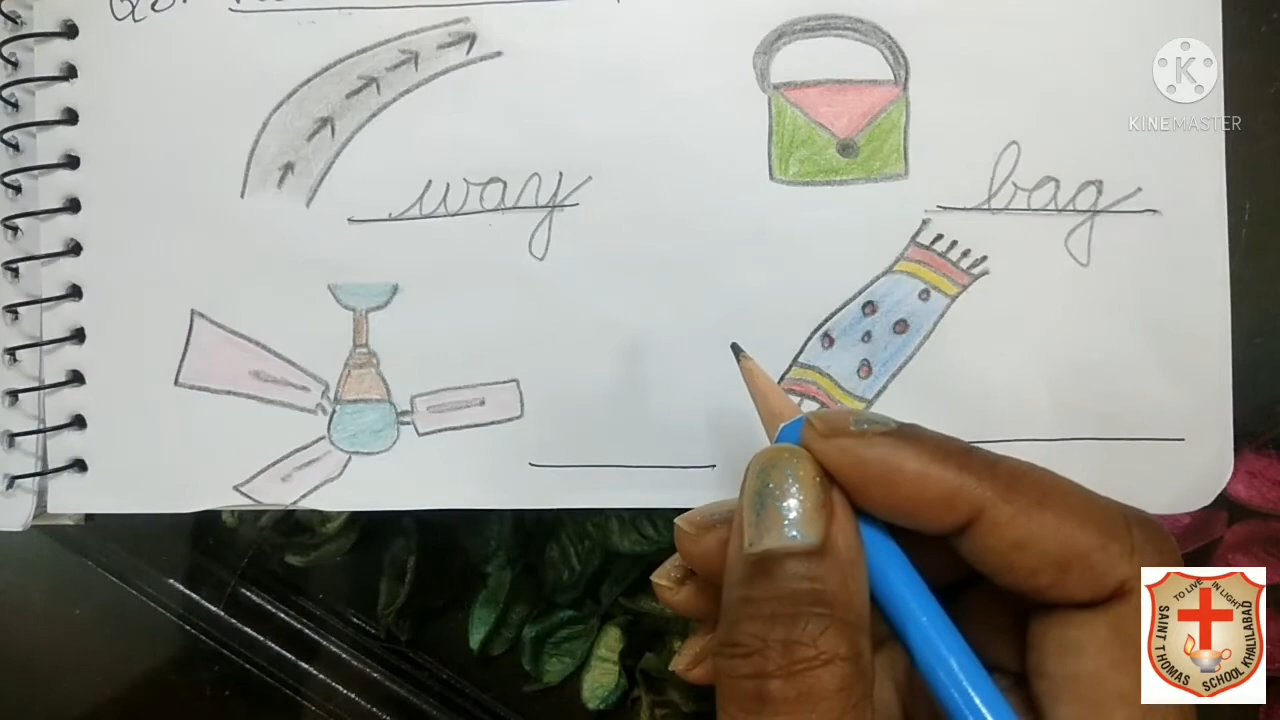 way
bag
KINEMASTER
TO LIVE IN LIGHT
SAINT THOMAS SCHOOL KHALILABAD